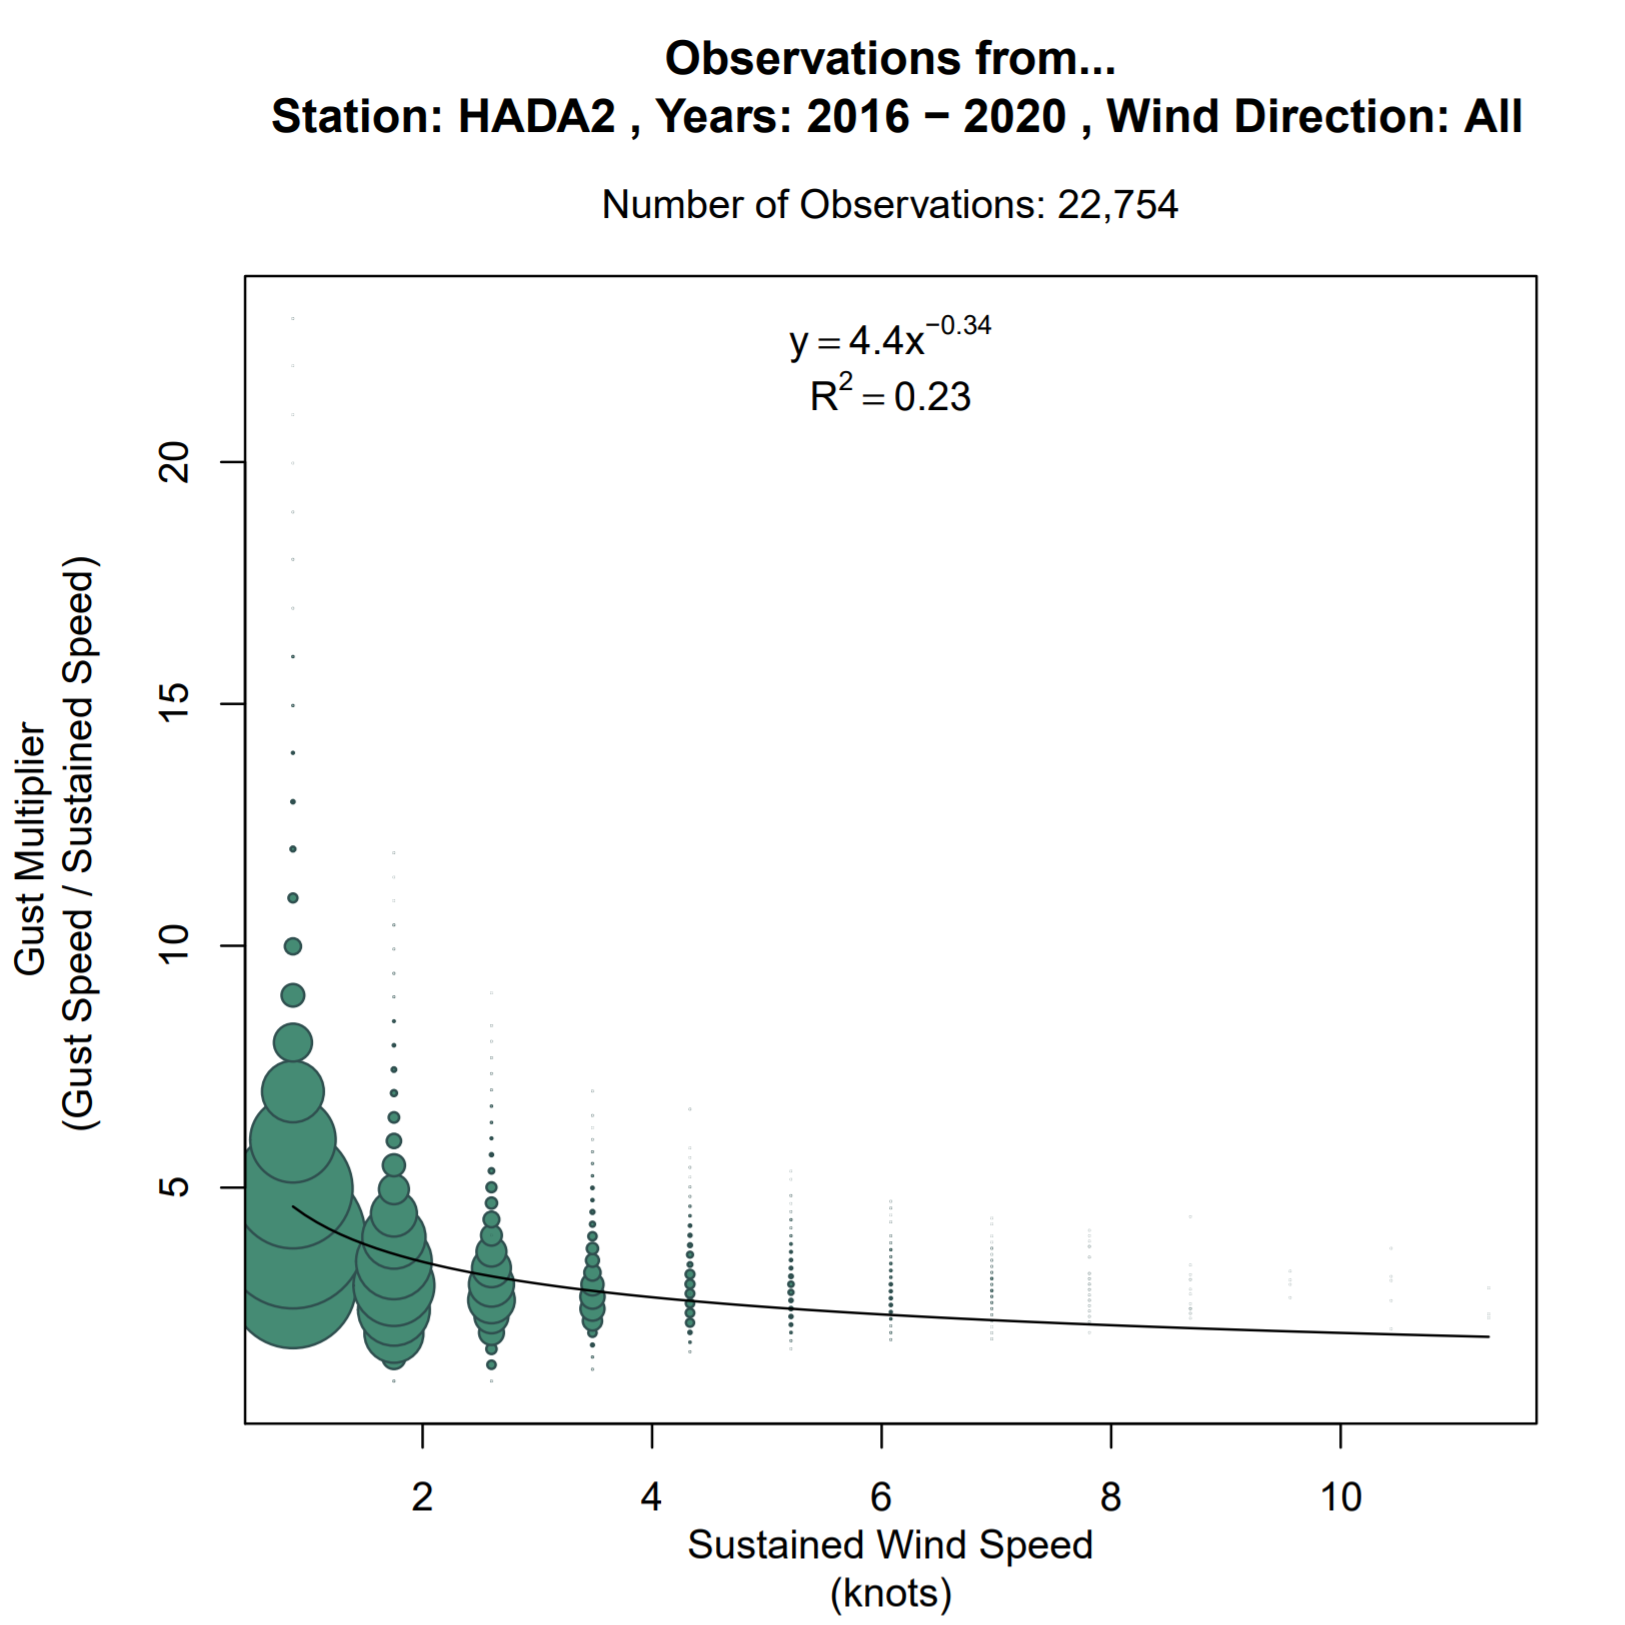 Observations from...
Station: HADA2 , Years: 2016 − 2020 , Wind Direction: All
Number of Observations: 22,754
y = 4.4x^−0.34
R^2 = 0.23
20
15
10
5
Gust Multiplier
(Gust Speed / Sustained Speed)
2 4 6 8 10
Sustained Wind Speed
(knots)